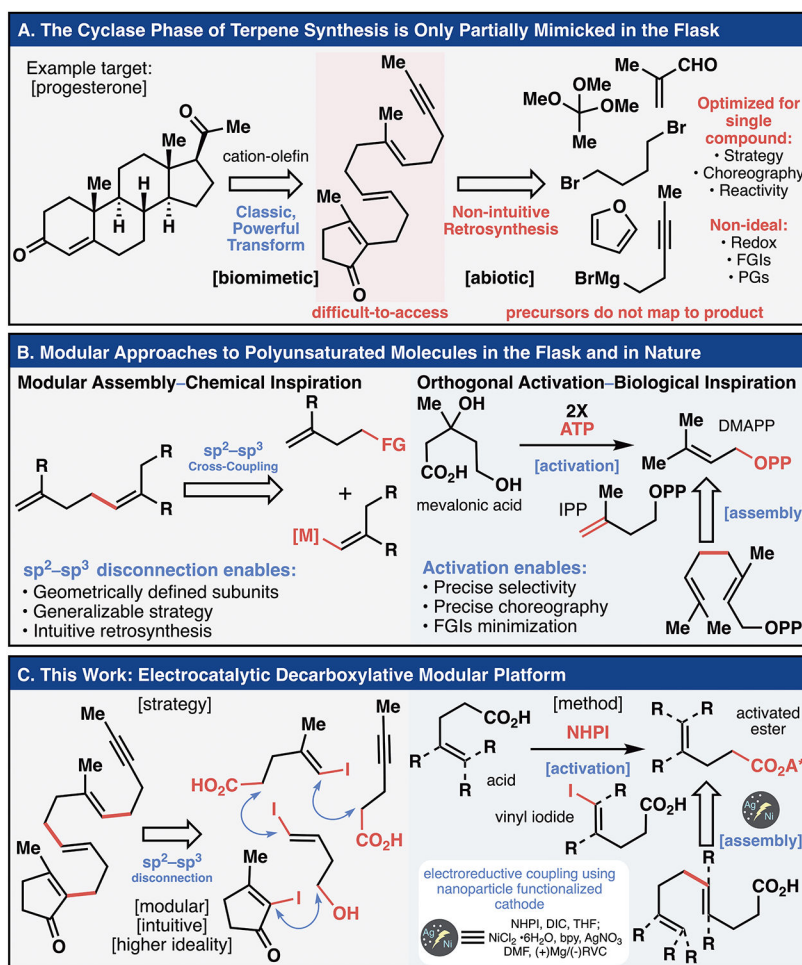 A. The Cyclase Phase of Terpene Synthesis is Only Partially Mimicked in the Flask
Example target:
[progesterone]
O
Me
Me
Me
H
H
H
O
cation-olefin
Classic,
Powerful
Transform
[biomimetic]
Me
Me
Me
O
difficult-to-access
Non-intuitive
Retrosynthesis
[abiotic]
OMe
MeO
OMe
Me
Me
CHO
Br
Br
O
Me
BrMg
Optimized for
single
compound:
• Strategy
• Choreography
• Reactivity
Non-ideal:
• Redox
• FGIs
• PGs
precursors do not map to product
B. Modular Approaches to Polyunsaturated Molecules in the Flask and in Nature
Modular Assembly–Chemical Inspiration
R
R
R
sp²–sp³
Cross-Coupling
R
FG
+
[M]
R
R
sp²–sp³ disconnection enables:
• Geometrically defined subunits
• Generalizable strategy
• Intuitive retrosynthesis
Orthogonal Activation–Biological Inspiration
Me
OH
CO₂H
OH
mevalonic acid
2X
ATP
[activation]
DMAPP
Me
Me
OPP
IPP
Me
OPP
[assembly]
Me
Me
Me
OPP
Activation enables:
• Precise selectivity
• Precise choreography
• FGIs minimization
C. This Work: Electrocatalytic Decarboxylative Modular Platform
[strategy]
Me
Me
Me
O
sp²–sp³
disconnection
[modular]
[intuitive]
[higher ideality]
Me
HO₂C
I
Me
CO₂H
I
OH
Me
I
O
[method]
CO₂H
R
R
R
acid
NHPI
[activation]
R
R
R
activated
ester
CO₂A*
I
R
R
CO₂H
vinyl iodide
Ag
Ni
[assembly]
R
CO₂H
R
R
R
R
electroreductive coupling using
nanoparticle functionalized
cathode
Ag
Ni
NHPI, DIC, THF;
NiCl₂ •6H₂O, bpy, AgNO₃
DMF, (+)Mg/(-)RVC